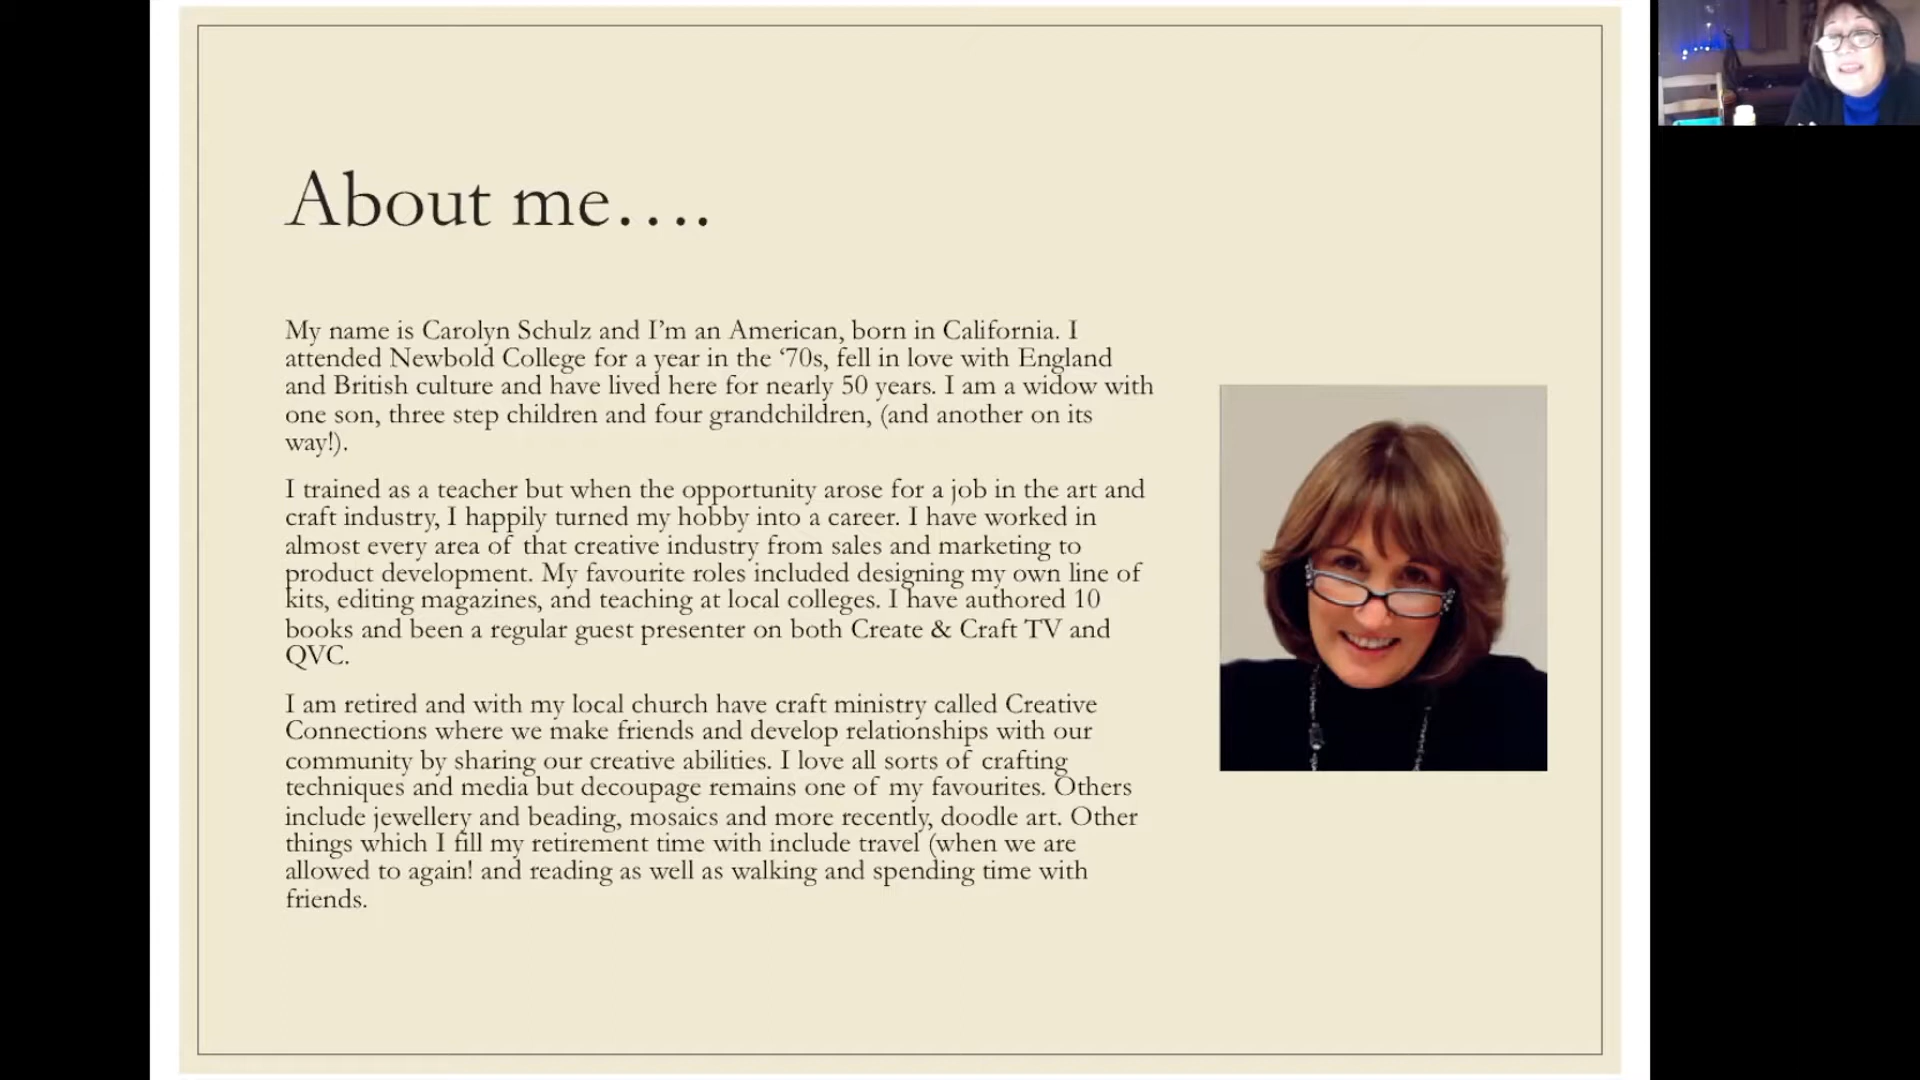 About me....
My name is Carolyn Schulz and I'm an American, born in California. I
attended Newbold College for a year in the ‘70s, fell in love with England
and British culture and have lived here for nearly 50 years. I am a widow with
one son, three step children and four grandchildren, (and another on its
way!).
I trained as a teacher but when the opportunity arose for a job in the art and
craft industry, I happily turned my hobby into a career. I have worked in
almost every area of that creative industry from sales and marketing to
product development. My favourite roles included designing my own line of
kits, editing magazines, and teaching at local colleges. I have authored 10
books and been a regular guest presenter on both Create & Craft TV and
QVC.
I am retired and with my local church have craft ministry called Creative
Connections where we make friends and develop relationships with our
community by sharing our creative abilities. I love all sorts of crafting
techniques and media but decoupage remains one of my favourites. Others
include jewellery and beading, mosaics and more recently, doodle art. Other
things which I fill my retirement time with include travel (when we are
allowed to again! and reading as well as walking and spending time with
friends.